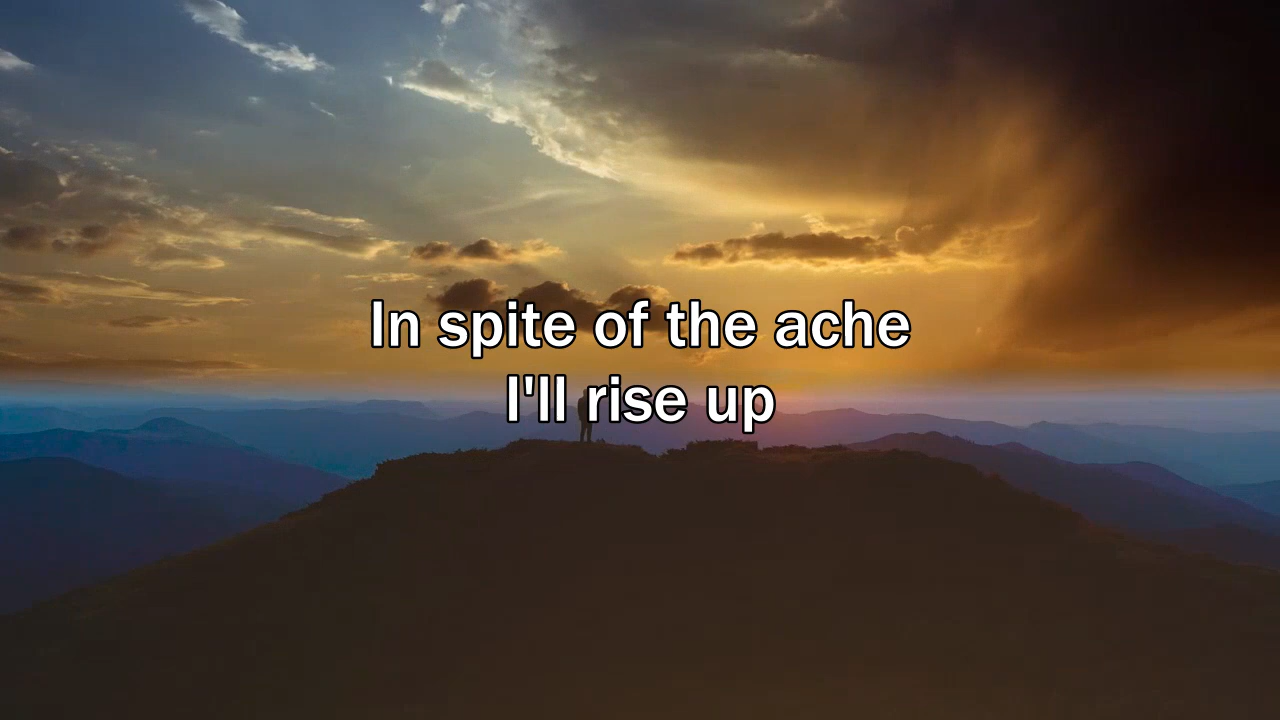 In spite of the ache
I'll rise up